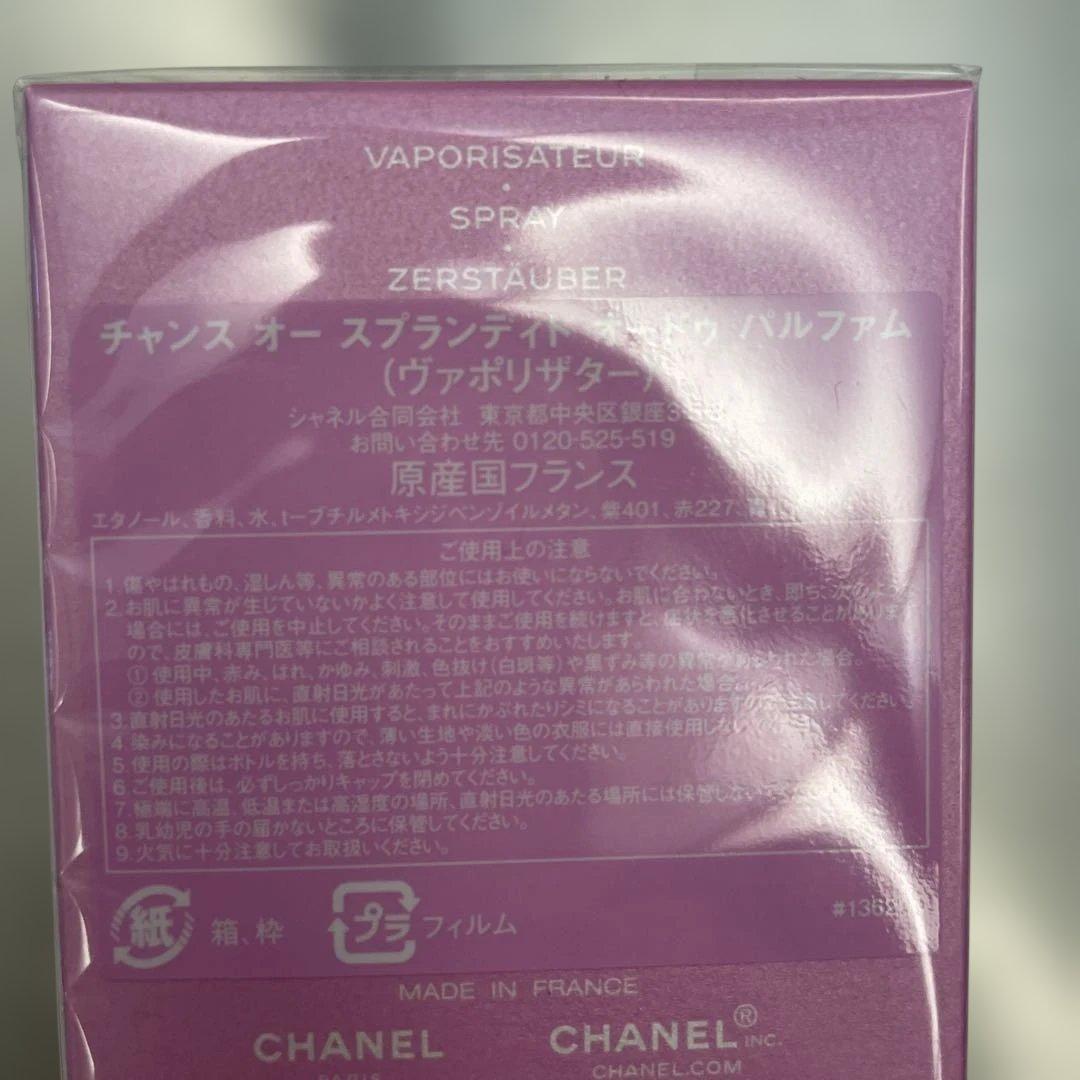 VAPORISATEUR
SPRAY
ZERSTÄUBER
チャンス オー スプランディド オードゥ パルファム
(ヴァポリザター)
シャネル合同会社 東京都中央区銀座
お問い合わせ先 0120-525-519
原産国フランス
エタノール、香料、水、t-ブチルメトキシジベンゾイルメタン、紫401、赤227、
ご使用上の注意
1. 傷やはれもの、湿しん等、異常のある部位にはお使いにならないでください。
2. お肌に異常が生じていないかよく注意して使用してください。お肌に合わないとき、即ち、次のような
場合には、ご使用を中止してください。そのままご使用を続けますと、症状を悪化させることがありま
ので、皮膚科専門医等にご相談されることをおすすめいたします。
① 使用中、赤み、はれ、かゆみ、刺激、色抜け(白斑等)や黒ずみ等の異常があらわれた場合。
② 使用したお肌に、直射日光があたって上記のような異常があらわれた場合。
3. 直射日光のあたるお肌に使用すると、まれにかぶれたりシミになることがありますのでご注意ください。
4. 染みになることがありますので、薄い生地や淡い色の衣服には直接使用しない
5. 使用の際はボトルを持ち、落とさないよう十分注意してください。
6. ご使用後は、必ずしっかりキャップを閉めてください。
7. 極端に高温、低温または高湿度の場所、直射日光のあたる場所には保管しない
8. 乳幼児の手の届かないところに保管してください。
9. 火気に十分注意してお取扱いください。
紙 箱、枠 プラ フィルム
MADE IN FRANCE
CHANEL CHANEL® INC.
PARIS CHANEL.COM